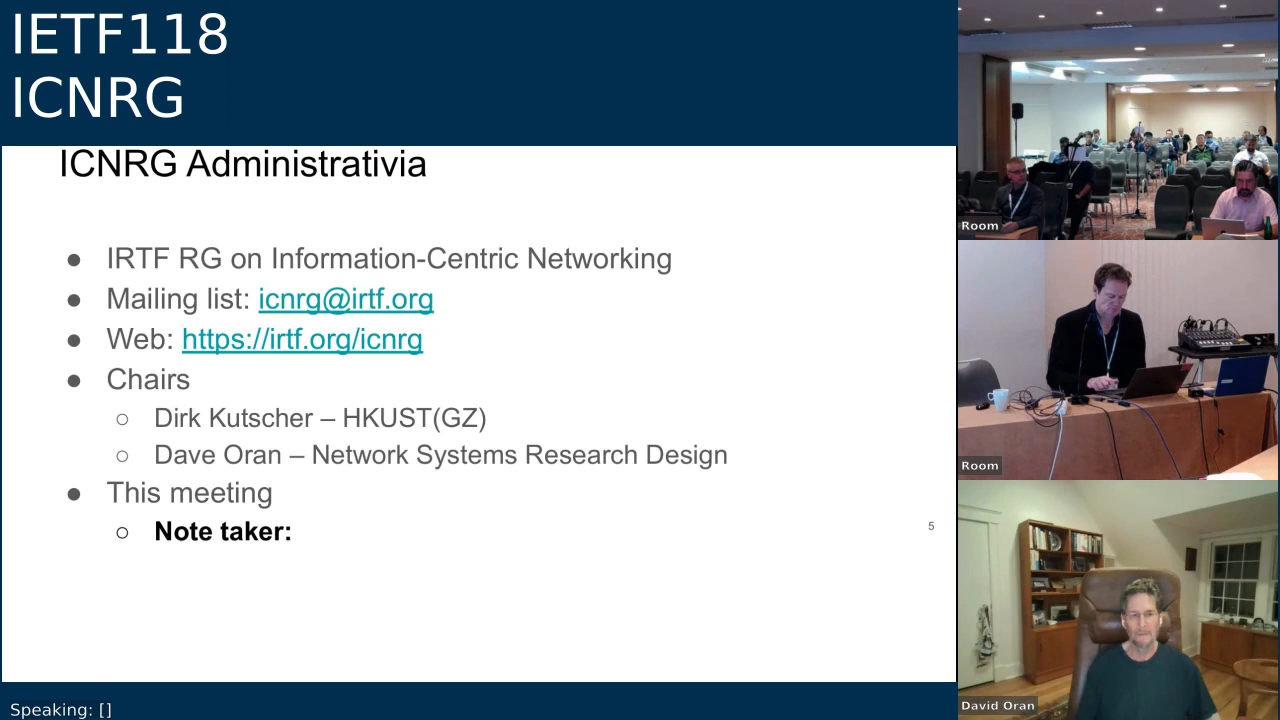 IETF118
ICNRG
ICNRG Administrativia
● IRTF RG on Information-Centric Networking
● Mailing list: icnrg@irtf.org
● Web: https://irtf.org/icnrg
● Chairs
○ Dirk Kutscher – HKUST(GZ)
○ Dave Oran – Network Systems Research Design
● This meeting
○ Note taker:
5
Speaking: []
Room
Room
David Oran